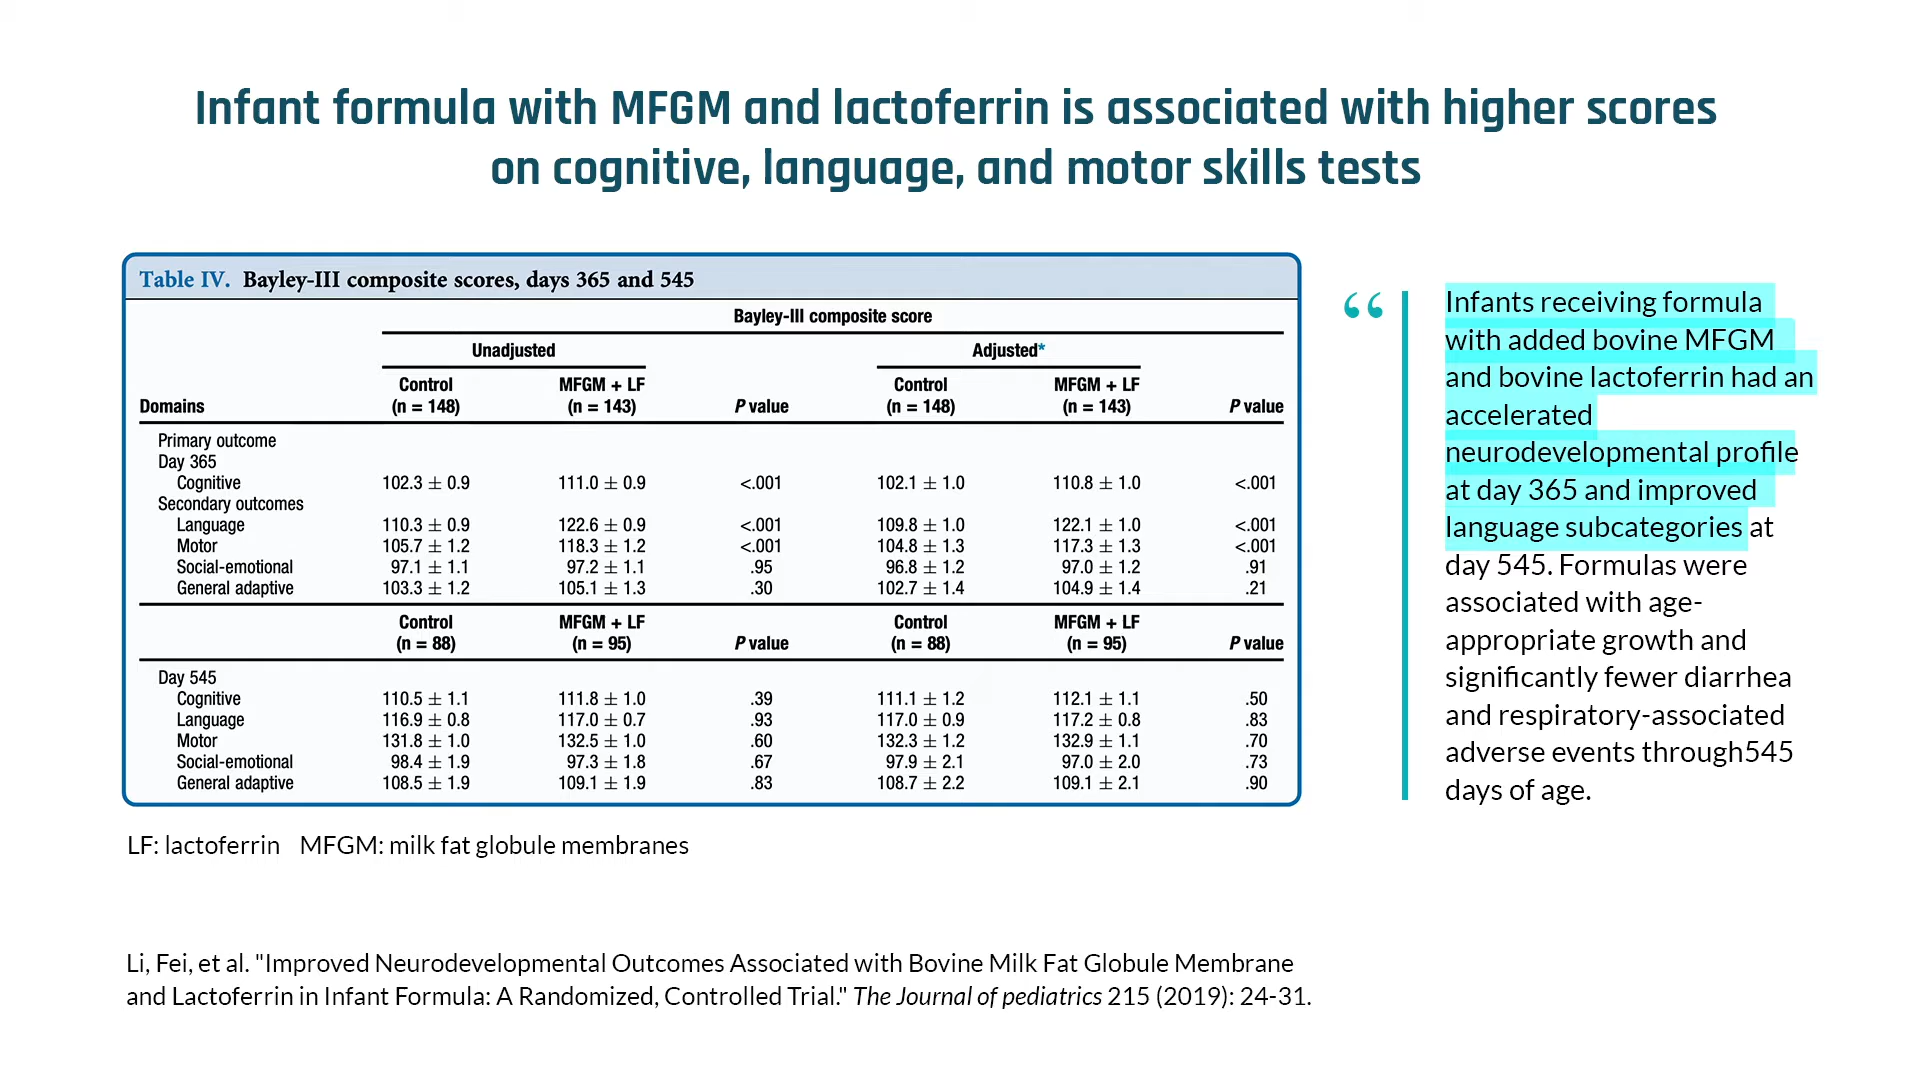 Infant formula with MFGM and lactoferrin is associated with higher scores
on cognitive, language, and motor skills tests
Table IV. Bayley-III composite scores, days 365 and 545
Bayley-III composite score
Unadjusted Adjusted*
Control MFGM + LF Control MFGM + LF
Domains (n = 148) (n = 143) P value (n = 148) (n = 143) P value
Primary outcome
Day 365
Cognitive 102.3 ± 0.9 111.0 ± 0.9 <.001 102.1 ± 1.0 110.8 ± 1.0 <.001
Secondary outcomes
Language 110.3 ± 0.9 122.6 ± 0.9 <.001 109.8 ± 1.0 122.1 ± 1.0 <.001
Motor 105.7 ± 1.2 118.3 ± 1.2 <.001 104.8 ± 1.3 117.3 ± 1.3 <.001
Social-emotional 97.1 ± 1.1 97.2 ± 1.1 .95 96.8 ± 1.2 97.0 ± 1.2 .91
General adaptive 103.3 ± 1.2 105.1 ± 1.3 .30 102.7 ± 1.4 104.9 ± 1.4 .21
Control MFGM + LF Control MFGM + LF
(n = 88) (n = 95) P value (n = 88) (n = 95) P value
Day 545
Cognitive 110.5 ± 1.1 111.8 ± 1.0 .39 111.1 ± 1.2 112.1 ± 1.1 .50
Language 116.9 ± 0.8 117.0 ± 0.7 .93 117.0 ± 0.9 117.2 ± 0.8 .83
Motor 131.8 ± 1.0 132.5 ± 1.0 .60 132.3 ± 1.2 132.9 ± 1.1 .70
Social-emotional 98.4 ± 1.9 97.3 ± 1.8 .67 97.9 ± 2.1 97.0 ± 2.0 .73
General adaptive 108.5 ± 1.9 109.1 ± 1.9 .83 108.7 ± 2.2 109.1 ± 2.1 .90
LF: lactoferrin MFGM: milk fat globule membranes
“
Infants receiving formula
with added bovine MFGM
and bovine lactoferrin had an
accelerated
neurodevelopmental profile
at day 365 and improved
language subcategories at
day 545. Formulas were
associated with age-
appropriate growth and
significantly fewer diarrhea
and respiratory-associated
adverse events through545
days of age.
Li, Fei, et al. "Improved Neurodevelopmental Outcomes Associated with Bovine Milk Fat Globule Membrane
and Lactoferrin in Infant Formula: A Randomized, Controlled Trial." The Journal of pediatrics 215 (2019): 24-31.